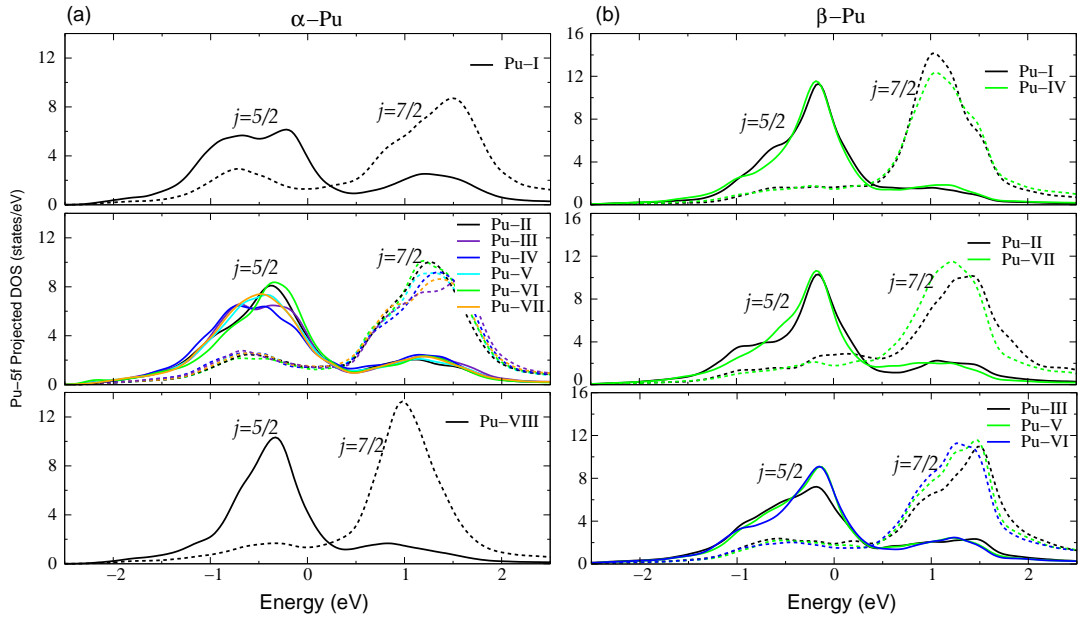 (a)
α−Pu
(b)
β−Pu
Pu−5f Projected DOS (states/eV)
12
8
4
0
Pu−I
j=5/2
j=7/2
12
10
8
6
4
2
0
Pu−II
Pu−III
Pu−IV
Pu−V
Pu−VI
Pu−VII
j=5/2
j=7/2
12
8
4
0
Pu−VIII
j=5/2
j=7/2
−2
−1
0
1
2
Energy (eV)
16
12
8
4
0
Pu−I
Pu−IV
j=5/2
j=7/2
16
12
8
4
0
Pu−II
Pu−VII
j=5/2
j=7/2
16
12
8
4
0
Pu−III
Pu−V
Pu−VI
j=5/2
j=7/2
−2
−1
0
1
2
Energy (eV)